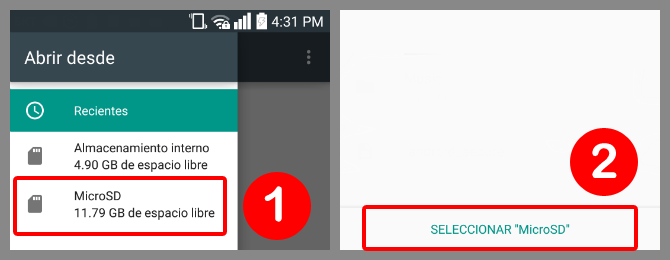 4:31 PM
Abrir desde
Recientes
Almacenamiento interno
4.90 GB de espacio libre
MicroSD
11.79 GB de espacio libre
1
2
SELECCIONAR "MicroSD"